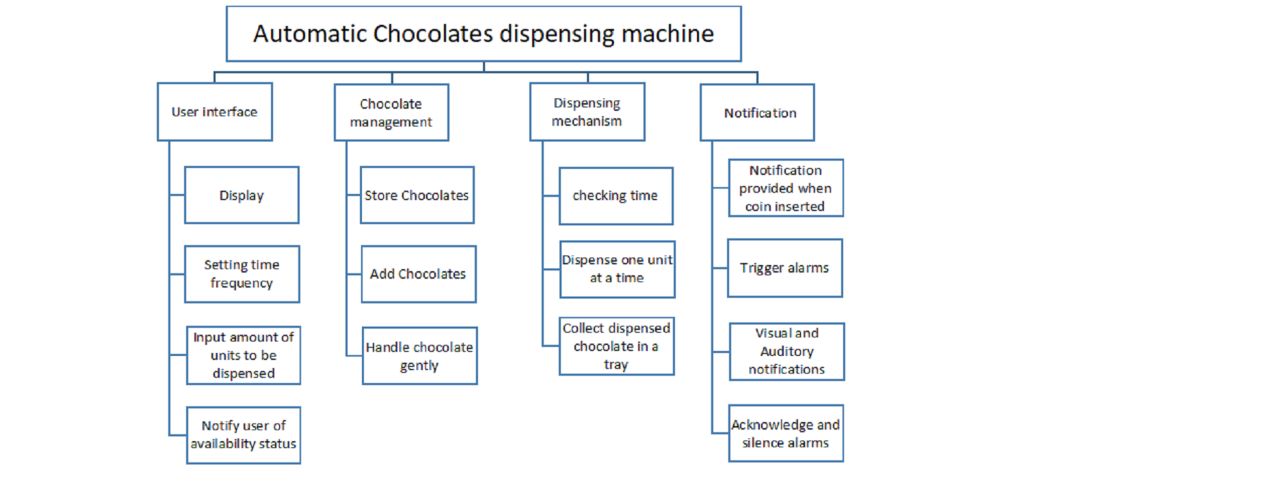 Automatic Chocolates dispensing machine
User interface
Display
Setting time
frequency
Input amount of
units to be
dispensed
Notify user of
availability status
Chocolate
management
Store Chocolates
Add Chocolates
Handle chocolate
gently
Dispensing
mechanism
checking time
Dispense one unit
at a time
Collect dispensed
chocolate in a
tray
Notification
Notification
provided when
coin inserted
Trigger alarms
Visual and
Auditory
notifications
Acknowledge and
silence alarms